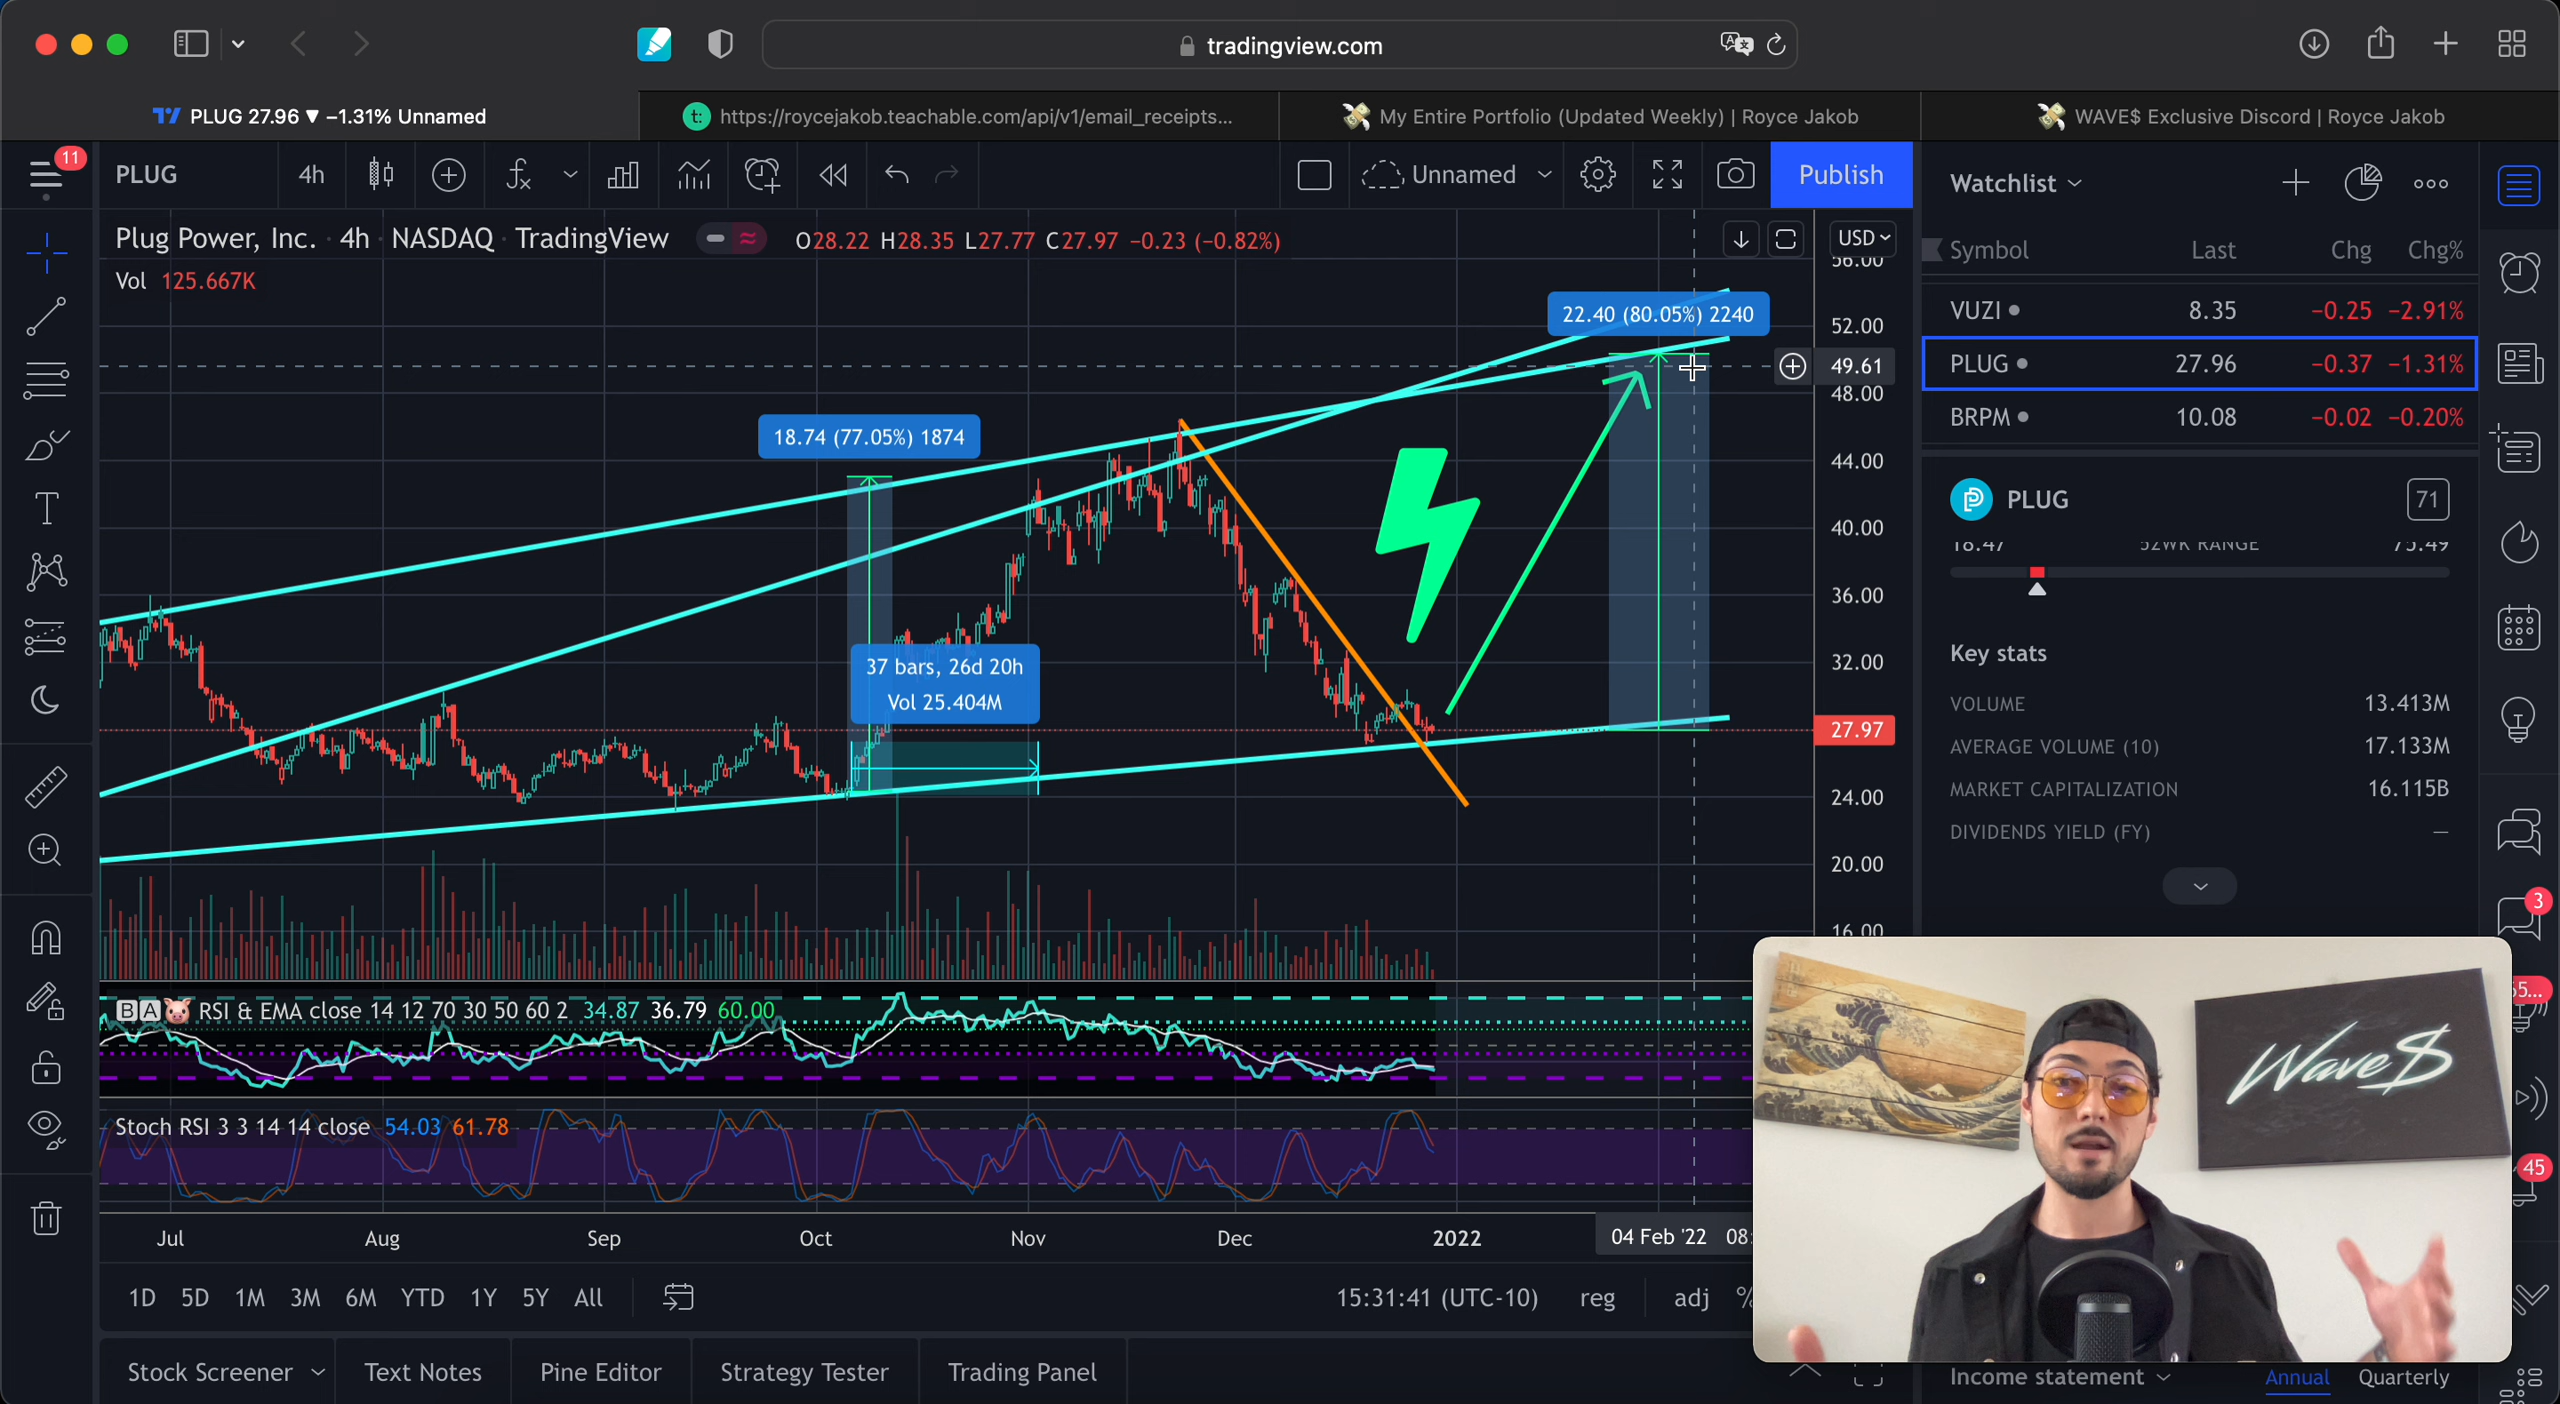 tradingview.com
PLUG 27.96 ▼ −1.31% Unnamed
https://roycejakob.teachable.com/api/v1/email_receipts...
My Entire Portfolio (Updated Weekly) | Royce Jakob
WAVE$ Exclusive Discord | Royce Jakob
11
PLUG
4h
Unnamed
Publish
Plug Power, Inc. · 4h · NASDAQ · TradingView
O28.22 H28.35 L27.77 C27.97 −0.23 (−0.82%)
Vol 125.667K
USD
56.00
52.00
49.61
48.00
44.00
40.00
36.00
32.00
27.97
24.00
20.00
16.00
22.40 (80.05%) 2240
18.74 (77.05%) 1874
37 bars, 26d 20h
Vol 25.404M
BA RSI & EMA close 14 12 70 30 50 60 2 34.87 36.79 60.00
Stoch RSI 3 3 14 14 close 54.03 61.78
Jul Aug Sep Oct Nov Dec 2022 04 Feb '22 08:
1D 5D 1M 3M 6M YTD 1Y 5Y All
15:31:41 (UTC-10) reg adj %
Stock Screener Text Notes Pine Editor Strategy Tester Trading Panel
Watchlist
Symbol Last Chg Chg%
VUZI 8.35 −0.25 −2.91%
PLUG 27.96 −0.37 −1.31%
BRPM 10.08 −0.02 −0.20%
PLUG
71
18.47 52WK RANGE 75.49
Key stats
VOLUME 13.413M
AVERAGE VOLUME (10) 17.133M
MARKET CAPITALIZATION 16.115B
DIVIDENDS YIELD (FY) —
3
45
Wave$
Income statement Annual Quarterly